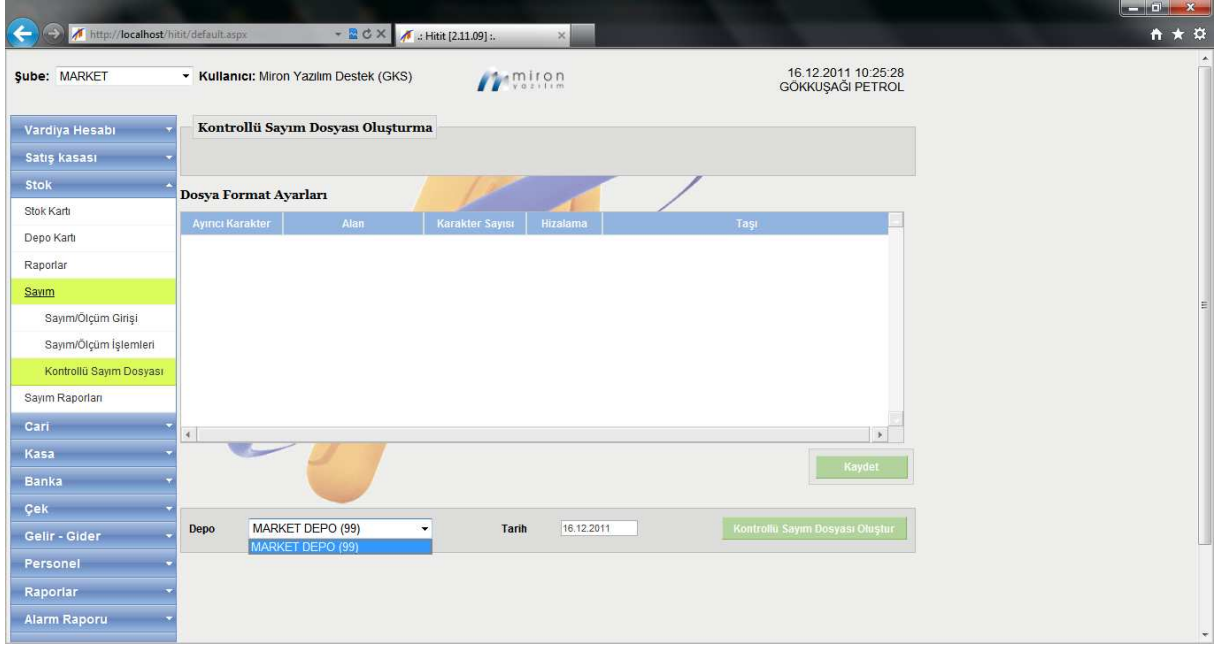 http://localhost/hitit/default.aspx
.: Hitit [2.11.09] :.
Şube: MARKET Kullanıcı: Miron Yazılım Destek (GKS)
miron
yazılım
16.12.2011 10:25:28
GÖKKUŞAĞI PETROL
Vardiya Hesabı
Satış kasası
Stok
Stok Kartı
Depo Kartı
Raporlar
Sayım
Sayım/Ölçüm Girişi
Sayım/Ölçüm İşlemleri
Kontrollü Sayım Dosyası
Sayım Raporları
Cari
Kasa
Banka
Çek
Gelir - Gider
Personel
Raporlar
Alarm Raporu
Kontrollü Sayım Dosyası Oluşturma
Dosya Format Ayarları
Ayırıcı Karakter Alan Karakter Sayısı Hizalama Taşı
Kaydet
Depo MARKET DEPO (99) Tarih 16.12.2011 Kontrollü Sayım Dosyası Oluştur
MARKET DEPO (99)